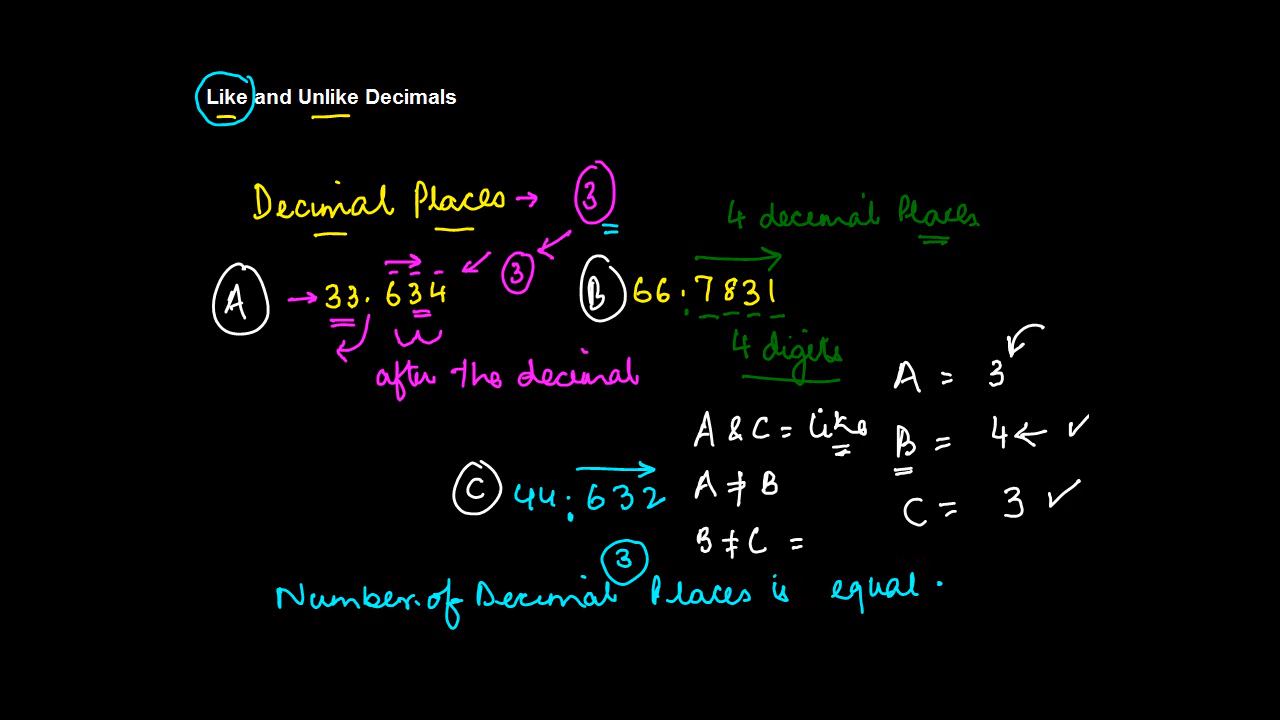 Like and Unlike Decimals
Decimal Places → 3
4 decimal Places
A → 33.634 3
B 66.7831
after the decimal
4 digits
A = 3
A & C = like
B = 4 ← ✓
C 44.632
A ≠ B
C = 3 ✓
B ≠ C =
3
Number of Decimal Places is equal.